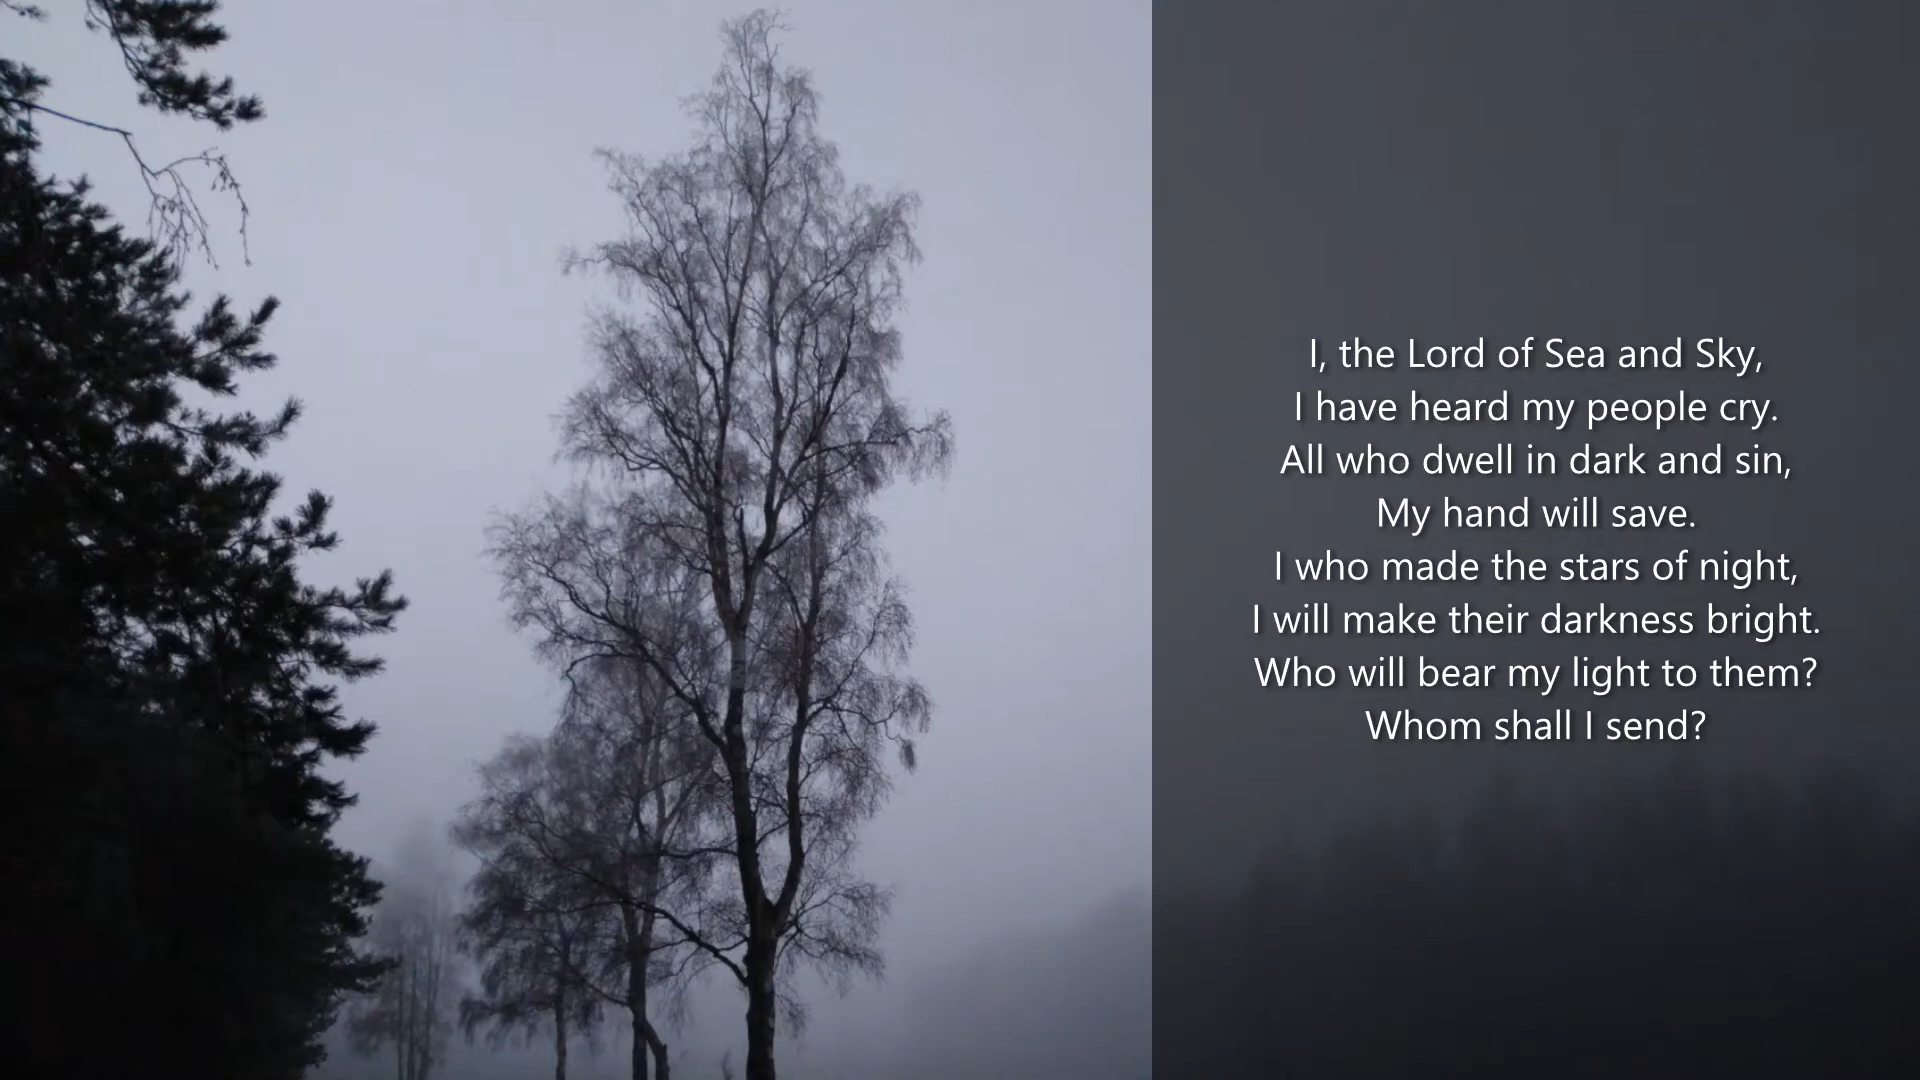 I, the Lord of Sea and Sky,
I have heard my people cry.
All who dwell in dark and sin,
My hand will save.
I who made the stars of night,
I will make their darkness bright.
Who will bear my light to them?
Whom shall I send?